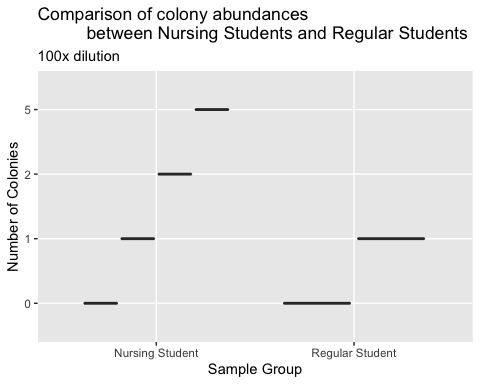 Comparison of colony abundances
between Nursing Students and Regular Students
100x dilution
Number of Colonies
5
2
1
0
Nursing Student
Regular Student
Sample Group